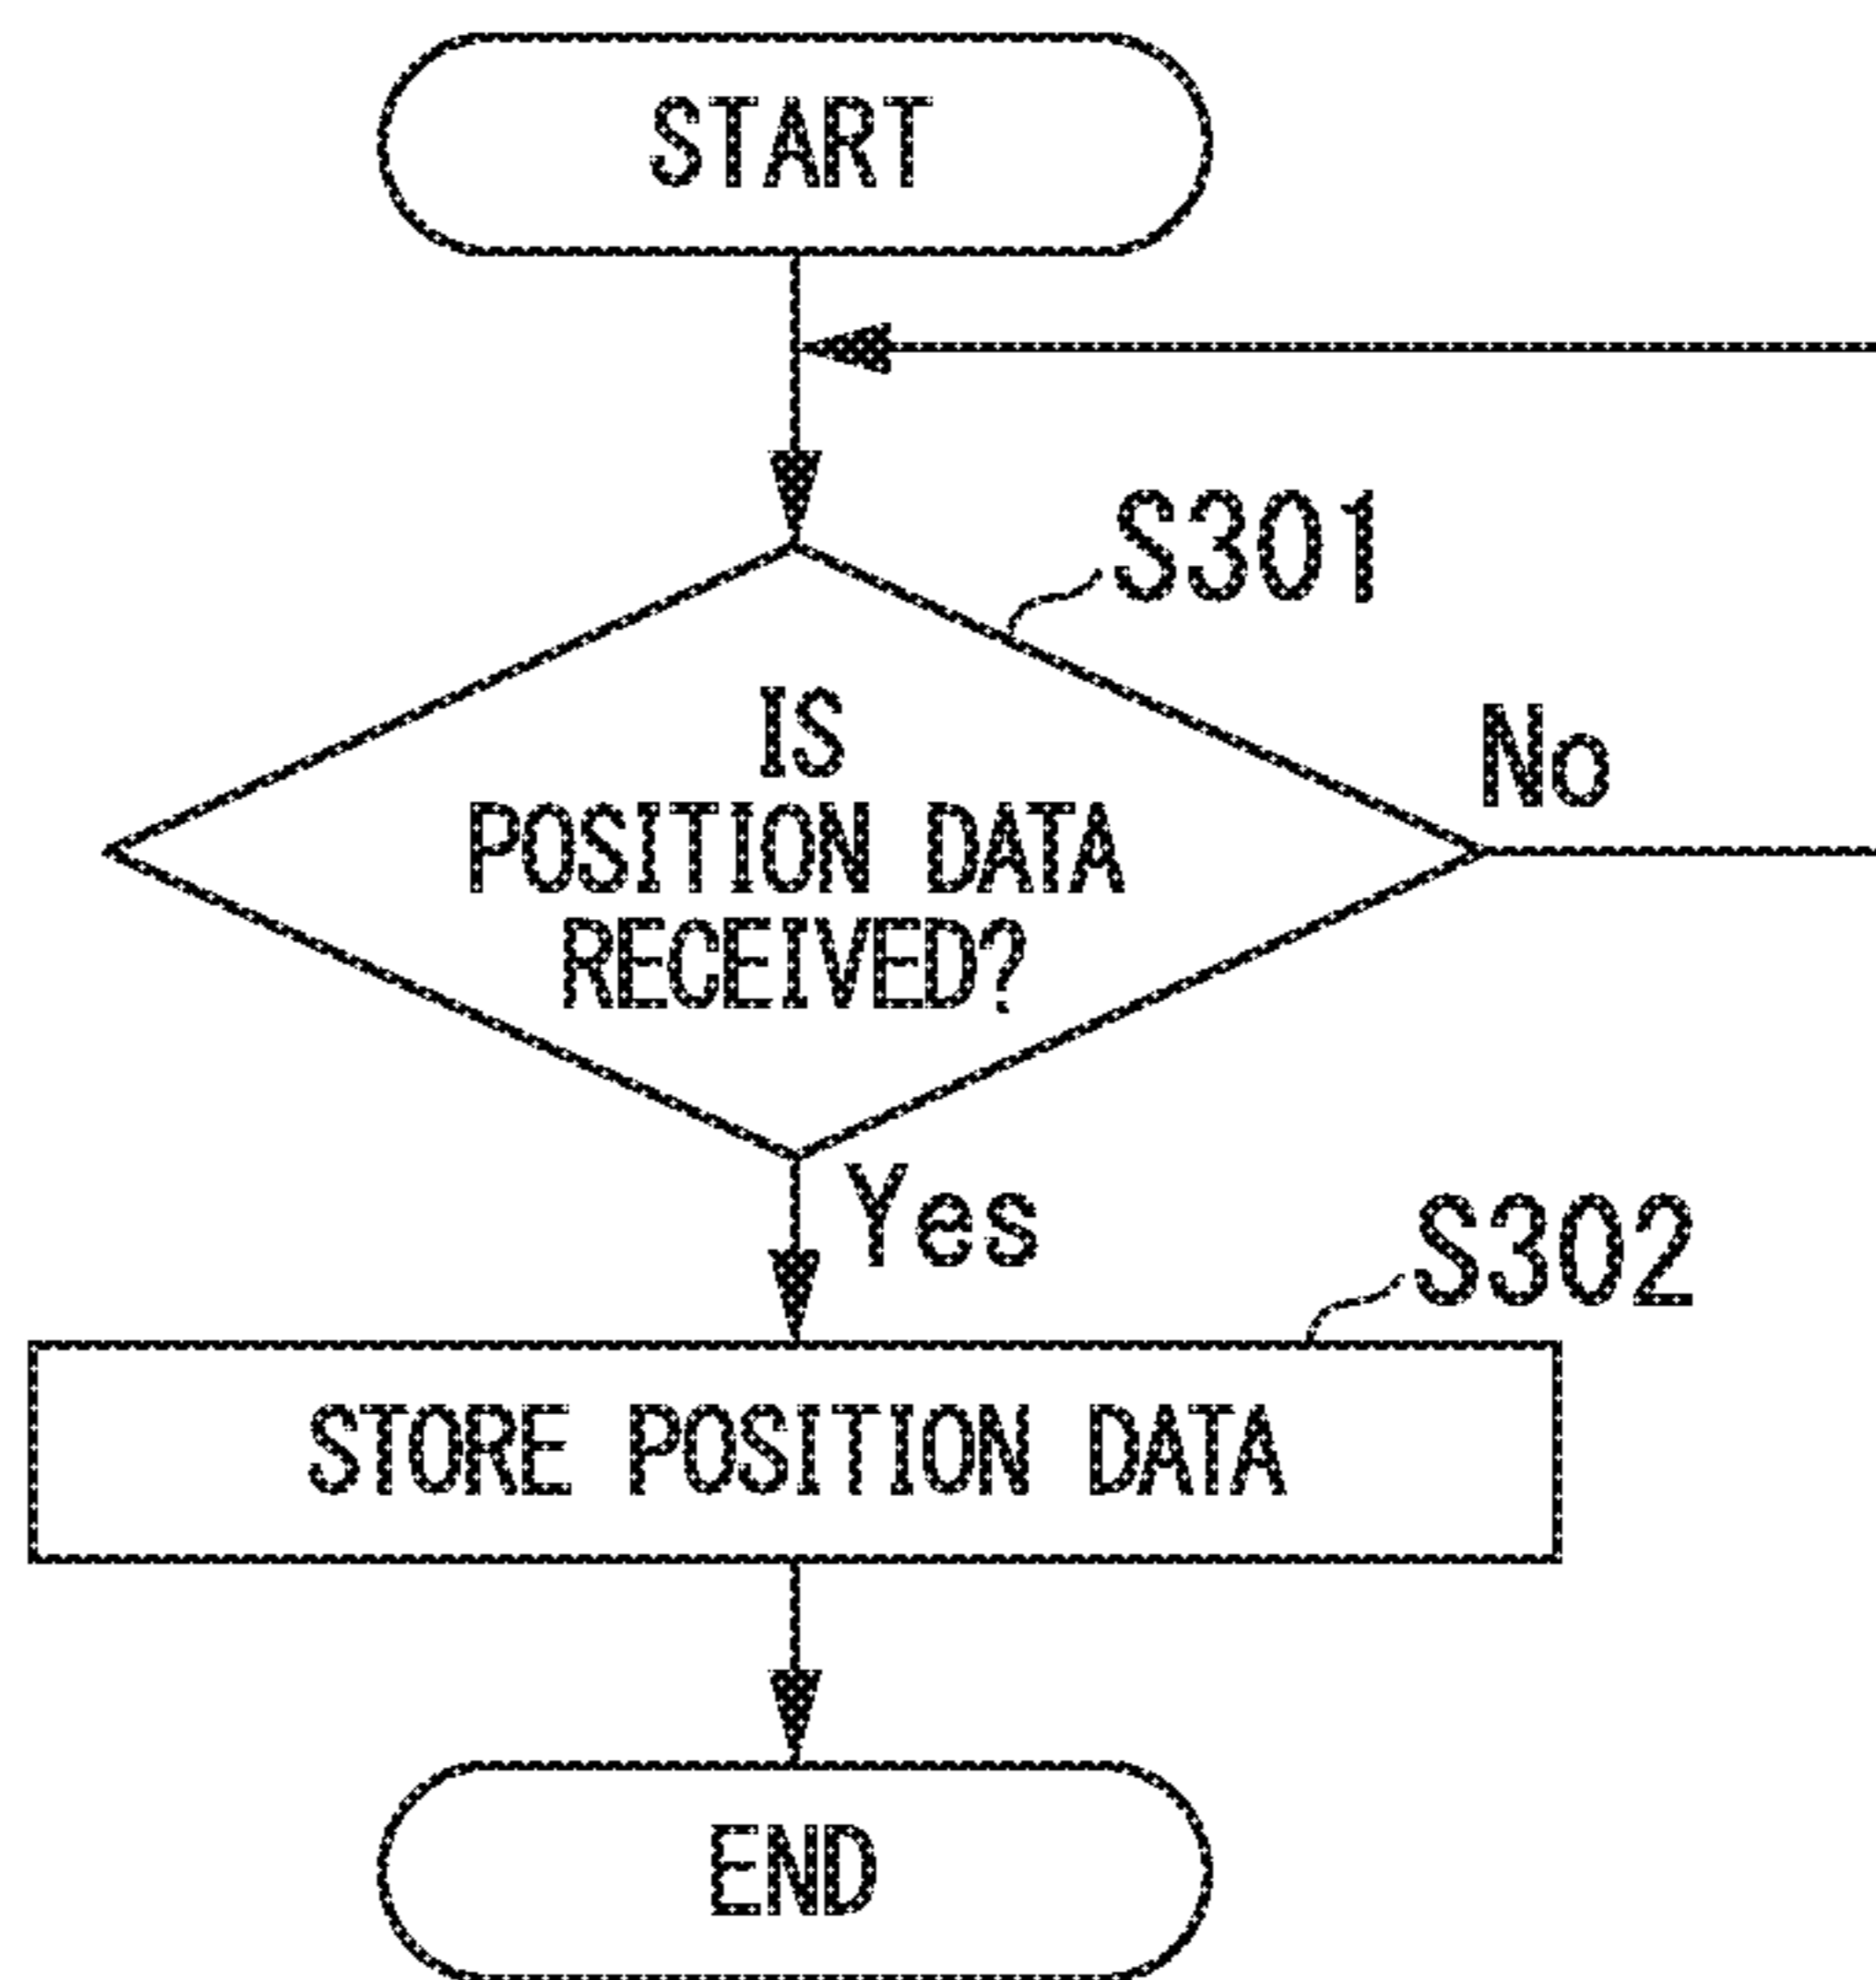 START
S301
IS
POSITION DATA
RECEIVED?
No
Yes
S302
STORE POSITION DATA
END